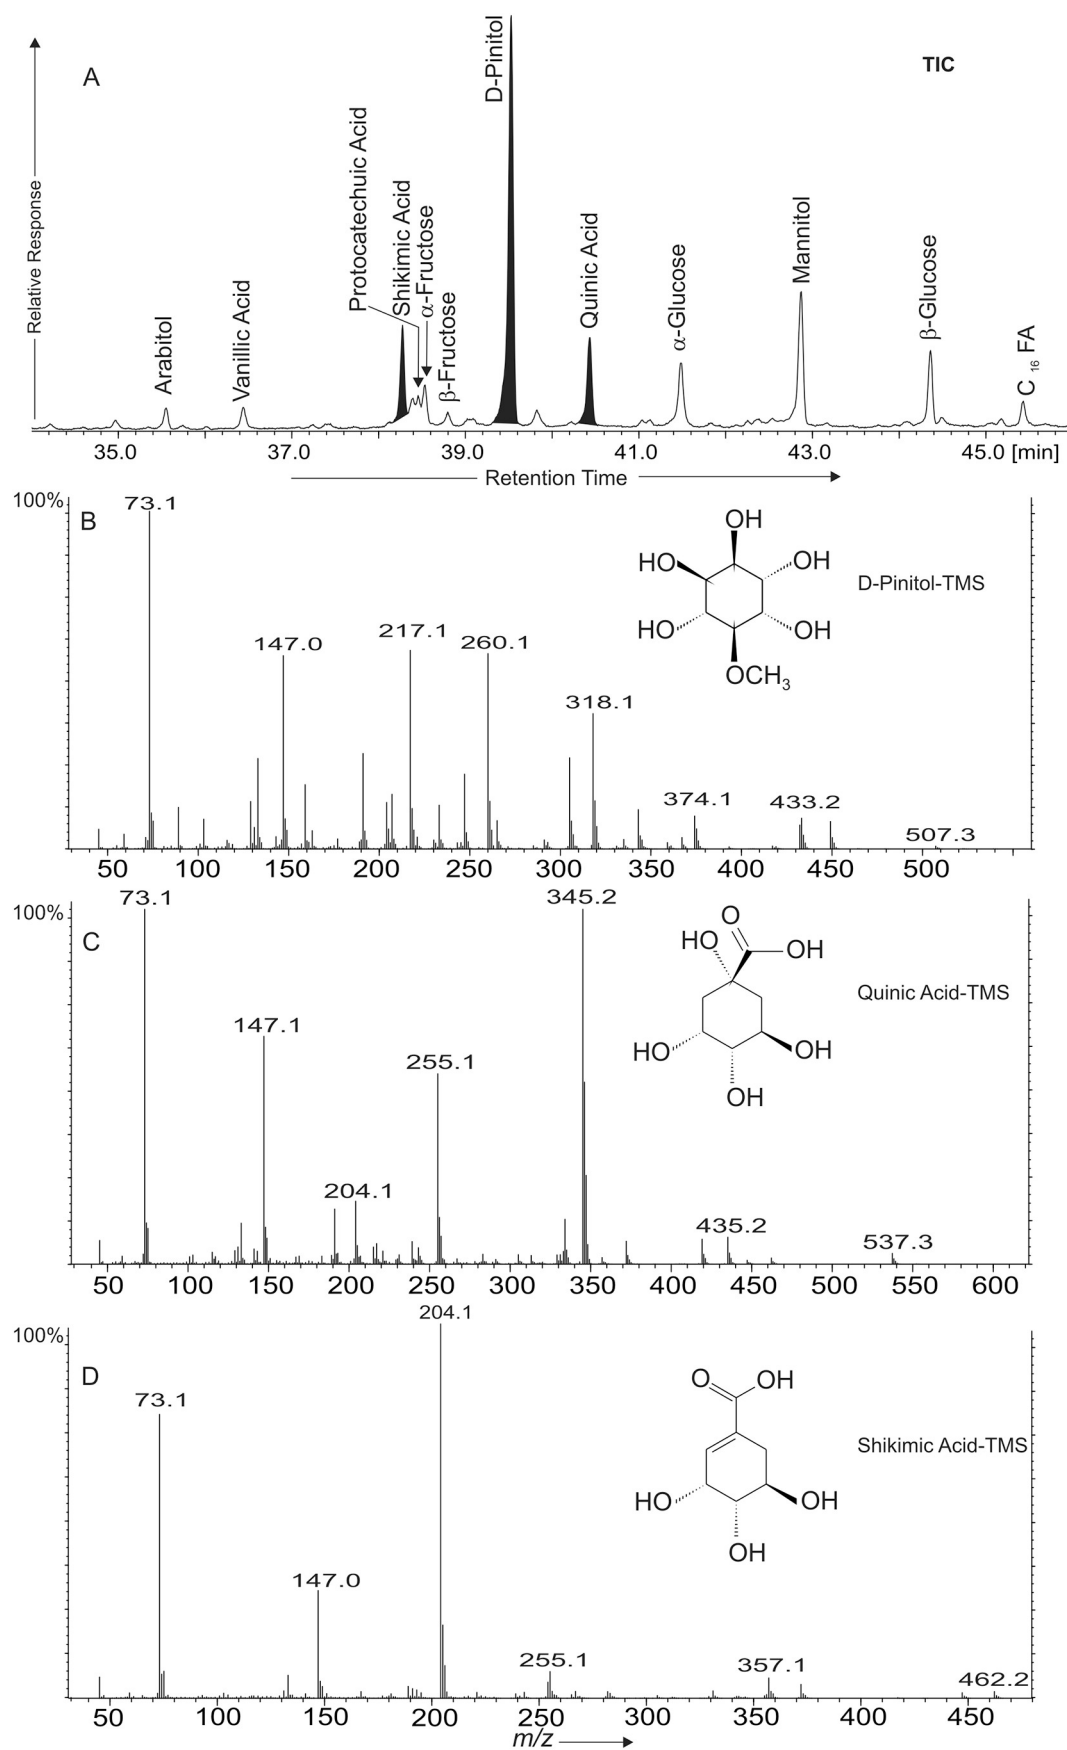 A
TIC
Relative Response
Arabitol
Vanillic Acid
Protocatechuic Acid
Shikimic Acid
α-Fructose
β-Fructose
D-Pinitol
Quinic Acid
α-Glucose
Mannitol
β-Glucose
C 16 FA
35.0 37.0 39.0 41.0 43.0 45.0 [min]
Retention Time
100%
B
73.1
147.0
217.1
260.1
318.1
374.1
433.2
507.3
OH
HO
OH
HO
OH
OCH3
D-Pinitol-TMS
50 100 150 200 250 300 350 400 450 500
100%
C
73.1
147.1
204.1
255.1
345.2
435.2
537.3
O
HO
OH
HO
OH
OH
Quinic Acid-TMS
50 100 150 200 250 300 350 400 450 500 550 600
100%
D
73.1
147.0
204.1
255.1
357.1
462.2
O
OH
HO
OH
OH
Shikimic Acid-TMS
50 100 150 200 250 300 350 400 450
m/z